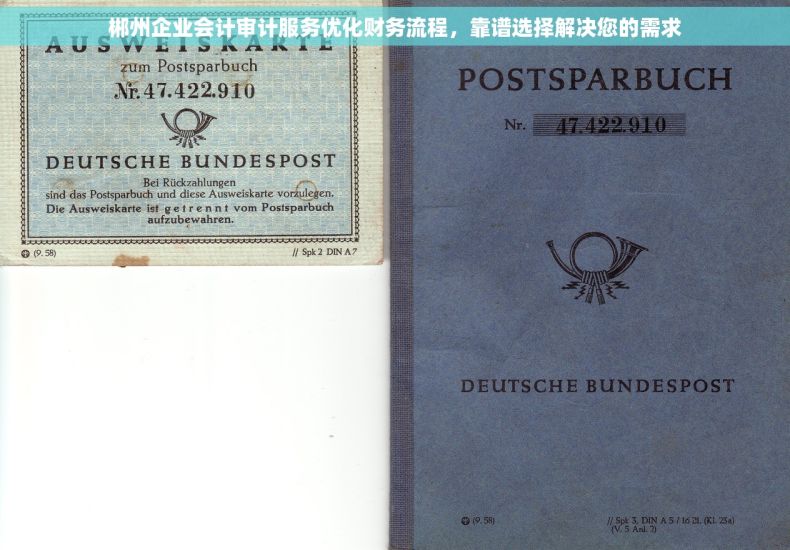 郴州企业会计审计服务优化财务流程，靠谱选择解决您的需求
AUSWEISKARTE
zum Postsparbuch
Nr. 47.422.910
DEUTSCHE BUNDESPOST
Bei Rückzahlungen
sind das Postsparbuch und diese Ausweiskarte vorzulegen.
Die Ausweiskarte ist getrennt vom Postsparbuch
aufzubewahren.
(9. 58)
// Spk 2 DIN A 7
POSTSPARBUCH
Nr. 47.422.910
DEUTSCHE BUNDESPOST
(9. 58)
// Spk 3, DIN A 5 / 16 Zl. (Kl. 23a)
(V. 5 Anl. 2)